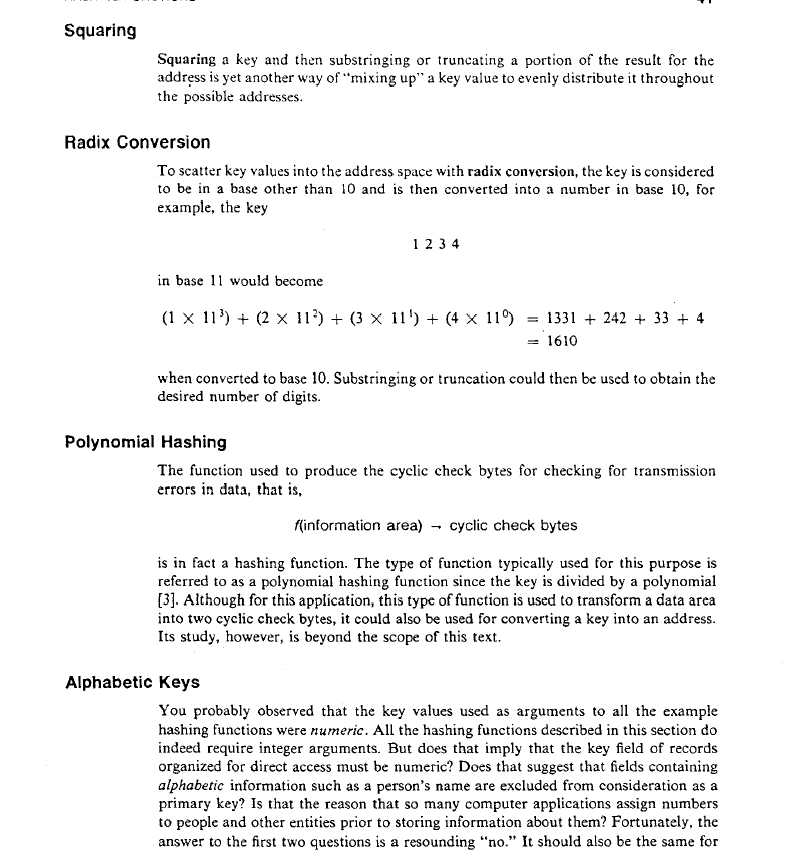 Squaring
Squaring a key and then substringing or truncating a portion of the result for the
address is yet another way of “mixing up” a key value to evenly distribute it throughout
the possible addresses.
Radix Conversion
To scatter key values into the address space with radix conversion, the key is considered
to be in a base other than 10 and is then converted into a number in base 10, for
example, the key
1 2 3 4
in base 11 would become
(1 × 11³) + (2 × 11²) + (3 × 11¹) + (4 × 11⁰) = 1331 + 242 + 33 + 4
= 1610
when converted to base 10. Substringing or truncation could then be used to obtain the
desired number of digits.
Polynomial Hashing
The function used to produce the cyclic check bytes for checking for transmission
errors in data, that is,
f(information area) → cyclic check bytes
is in fact a hashing function. The type of function typically used for this purpose is
referred to as a polynomial hashing function since the key is divided by a polynomial
[3]. Although for this application, this type of function is used to transform a data area
into two cyclic check bytes, it could also be used for converting a key into an address.
Its study, however, is beyond the scope of this text.
Alphabetic Keys
You probably observed that the key values used as arguments to all the example
hashing functions were numeric. All the hashing functions described in this section do
indeed require integer arguments. But does that imply that the key field of records
organized for direct access must be numeric? Does that suggest that fields containing
alphabetic information such as a person's name are excluded from consideration as a
primary key? Is that the reason that so many computer applications assign numbers
to people and other entities prior to storing information about them? Fortunately, the
answer to the first two questions is a resounding “no.” It should also be the same for